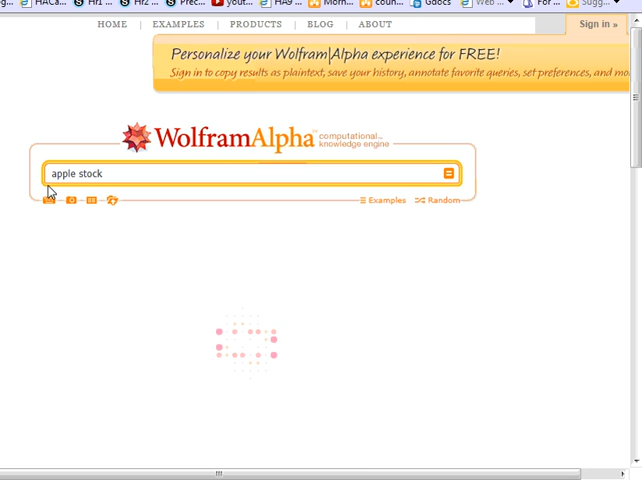 HACa... Hr1 ... Hr2 ... Prec... yout... HA9 ... Morn... coun... Gdocs Web ... For ... Sugg...
HOME | EXAMPLES | PRODUCTS | BLOG | ABOUT
Sign in »
Personalize your Wolfram|Alpha experience for FREE!
Sign in to copy results as plaintext, save your history, annotate favorite queries, set preferences, and mo
WolframAlpha computational... knowledge engine
apple stock
Examples Random